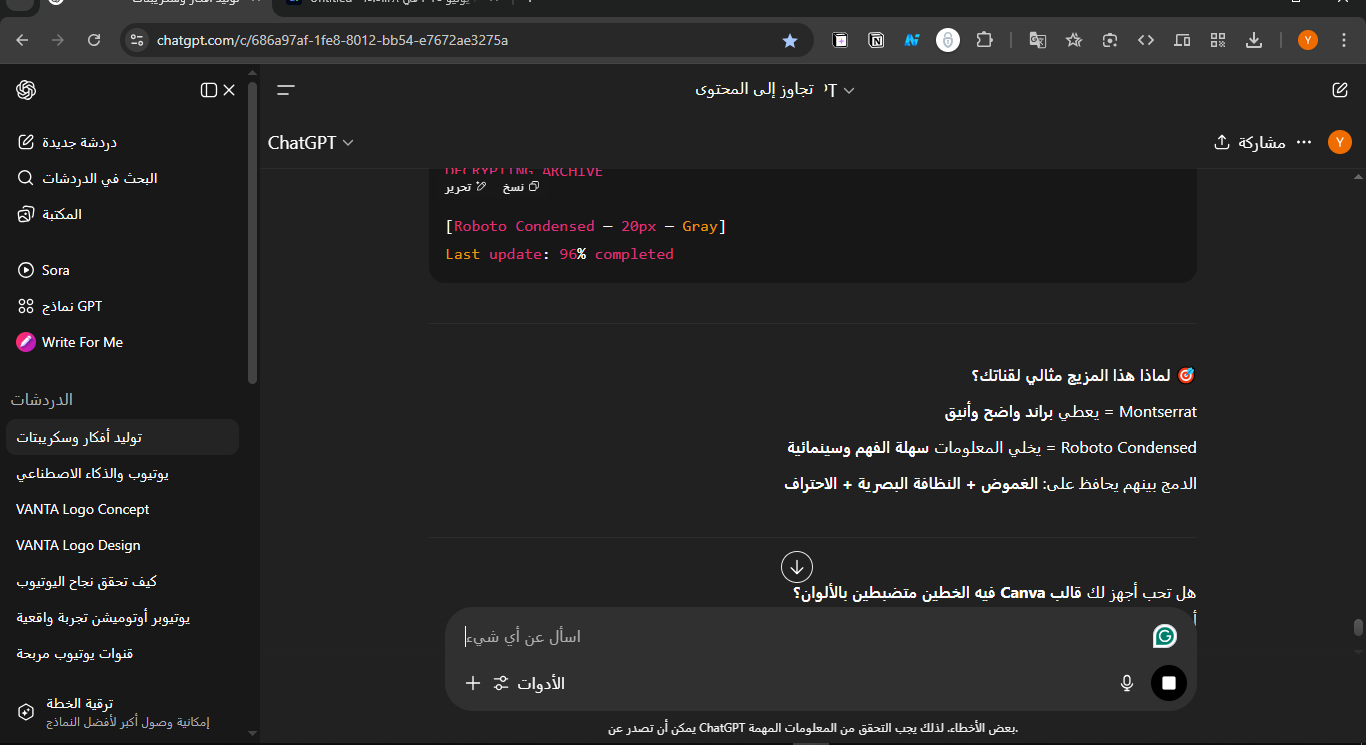 توليد أفكار وسكريبتات
chatgpt.com/c/686a97af-1fe8-8012-bb54-e7672ae3275a
Y
تجاوز إلى المحتوى
ChatGPT
مشاركة
Y
دردشة جديدة
البحث في الدردشات
المكتبة
Sora
نماذج GPT
Write For Me
الدردشات
توليد أفكار وسكريبتات
يوتيوب والذكاء الاصطناعي
VANTA Logo Concept
VANTA Logo Design
كيف تحقق نجاح اليوتيوب
يوتيوبر أوتوميشن تجربة واقعية
قنوات يوتيوب مربحة
ترقية الخطة
إمكانية وصول أكبر لأفضل النماذج
DECRYPTING ARCHIVE
نسخ تحرير
[Roboto Condensed – 20px – Gray]
Last update: 96% completed
🎯 لماذا هذا المزيج مثالي لقناتك؟
Montserrat = يعطي براند واضح وأنيق
Roboto Condensed = يخلي المعلومات سهلة الفهم وسينمائية
الدمج بينهم يحافظ على: الغموض + النظافة البصرية + الاحتراف
هل تحب أجهز لك قالب Canva فيه الخطين متضبطين بالألوان؟
اسأل عن أي شيء
الأدوات
يمكن أن تصدر عن ChatGPT بعض الأخطاء. لذلك يجب التحقق من المعلومات المهمة.